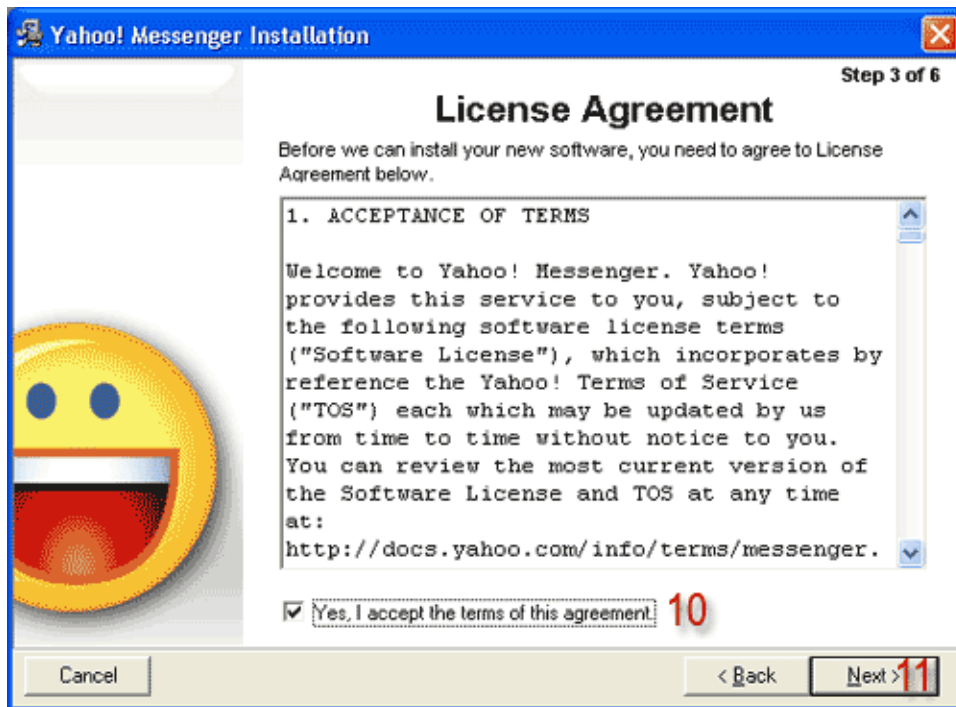 Yahoo! Messenger Installation
Step 3 of 6
License Agreement
Before we can install your new software, you need to agree to License
Agreement below.
1. ACCEPTANCE OF TERMS
Welcome to Yahoo! Messenger. Yahoo!
provides this service to you, subject to
the following software license terms
("Software License"), which incorporates by
reference the Yahoo! Terms of Service
("TOS") each which may be updated by us
from time to time without notice to you.
You can review the most current version of
the Software License and TOS at any time
at:
http://docs.yahoo.com/info/terms/messenger.
Yes, I accept the terms of this agreement. 10
Cancel
< Back
Next > 11